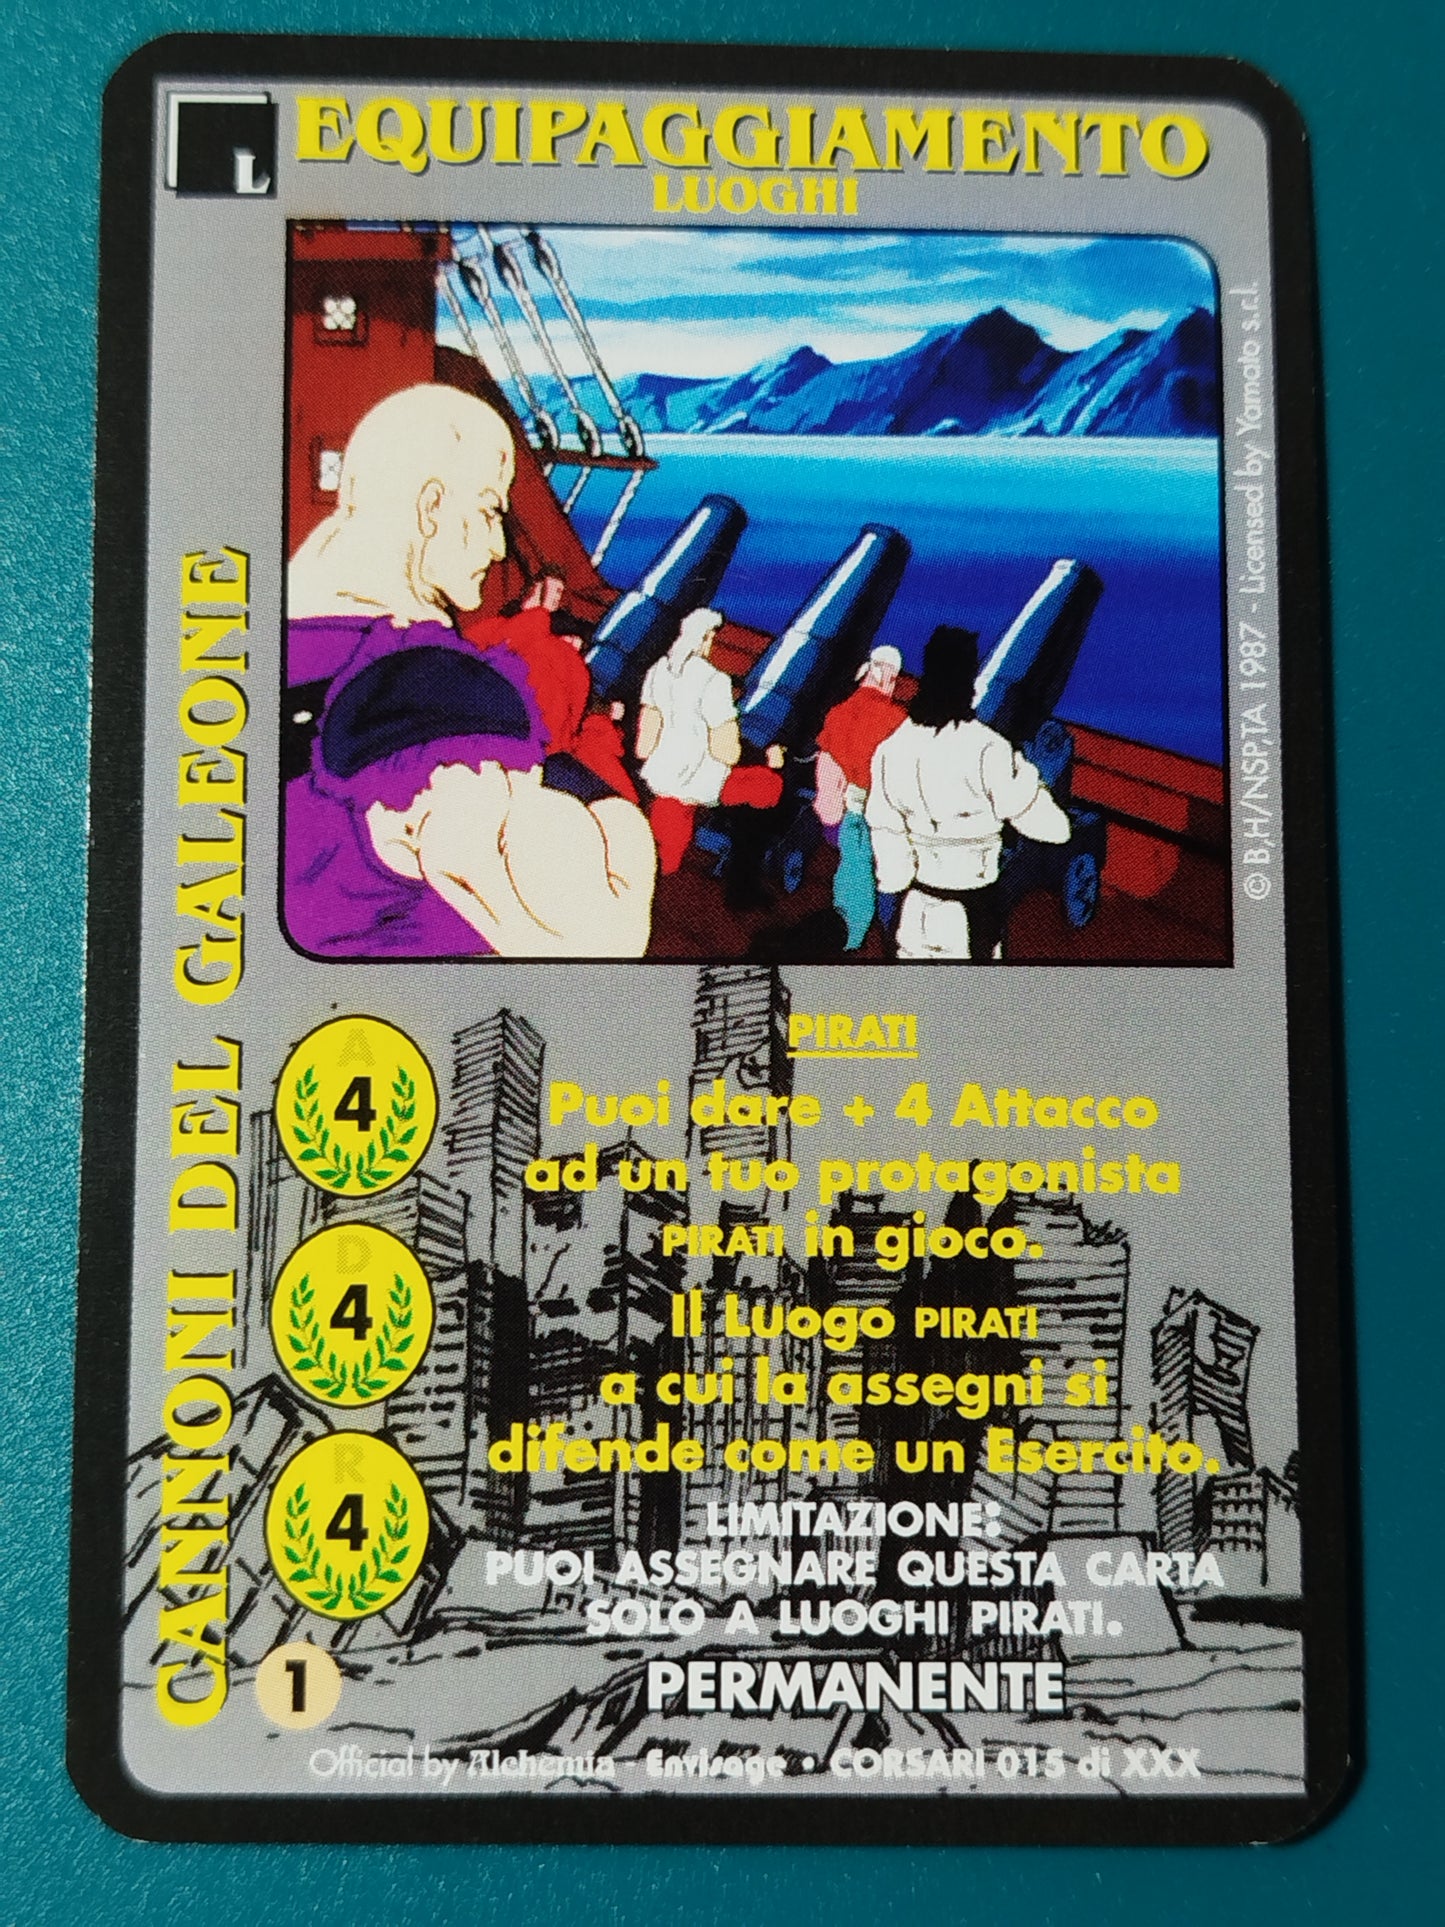 L
EQUIPAGGIAMENTO
LUOGHI
© B,H/NSP,TA 1987 - Licensed by Yamato s.r.l.
CANNONI DEL GALEONE
A
4
D
4
R
4
1
PIRATI
Puoi dare + 4 Attacco
ad un tuo protagonista
PIRATI in gioco.
Il Luogo PIRATI
a cui la assegni si
difende come un Esercito.
LIMITAZIONE:
PUOI ASSEGNARE QUESTA CARTA
SOLO A LUOGHI PIRATI.
PERMANENTE
Official by Alchemia - Envisage • CORSARI 015 di XXX